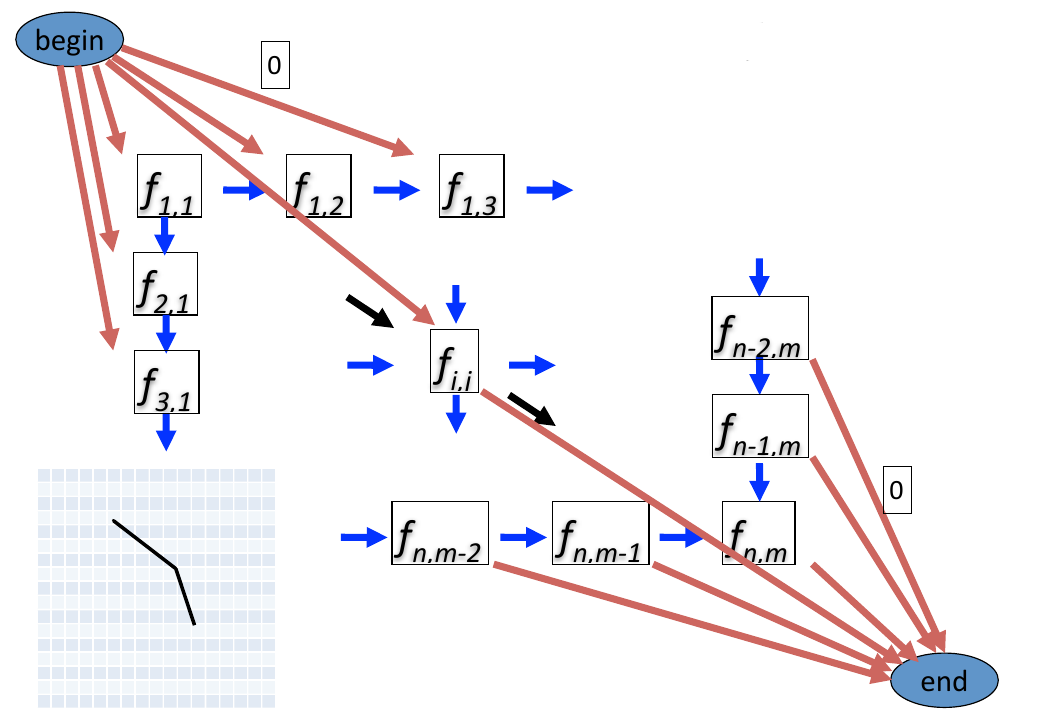 begin
0
f1,1
f1,2
f1,3
f2,1
f3,1
fi,i
fn-2,m
fn-1,m
0
fn,m-2
fn,m-1
fn,m
end